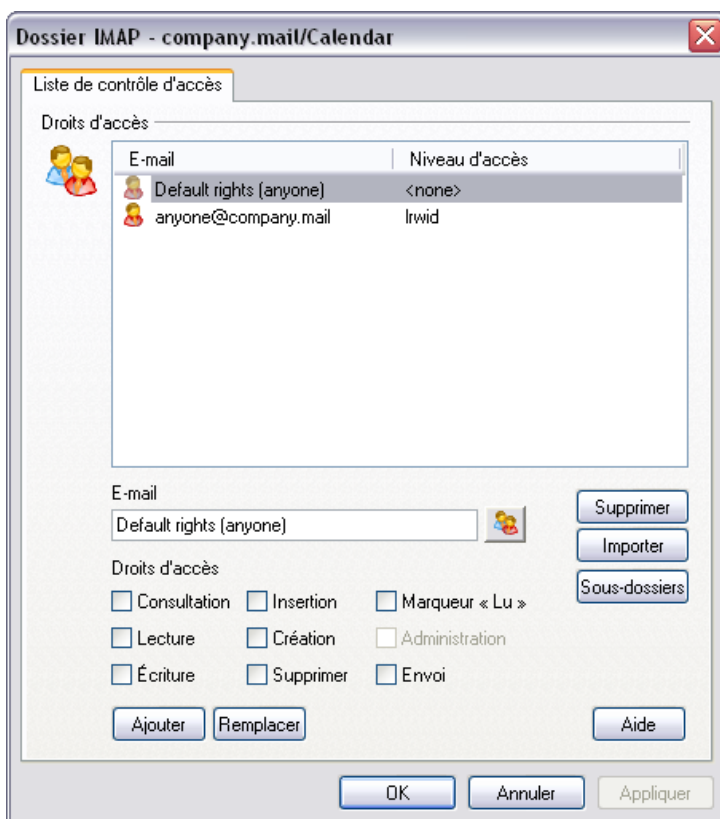 Dossier IMAP - company.mail/Calendar
Liste de contrôle d'accès
Droits d'accès
E-mail Niveau d'accès
Default rights (anyone) <none>
anyone@company.mail lrwid
E-mail
Default rights (anyone)
Supprimer
Importer
Sous-dossiers
Droits d'accès
Consultation Insertion Marqueur « Lu »
Lecture Création Administration
Écriture Supprimer Envoi
Ajouter Remplacer Aide
OK Annuler Appliquer